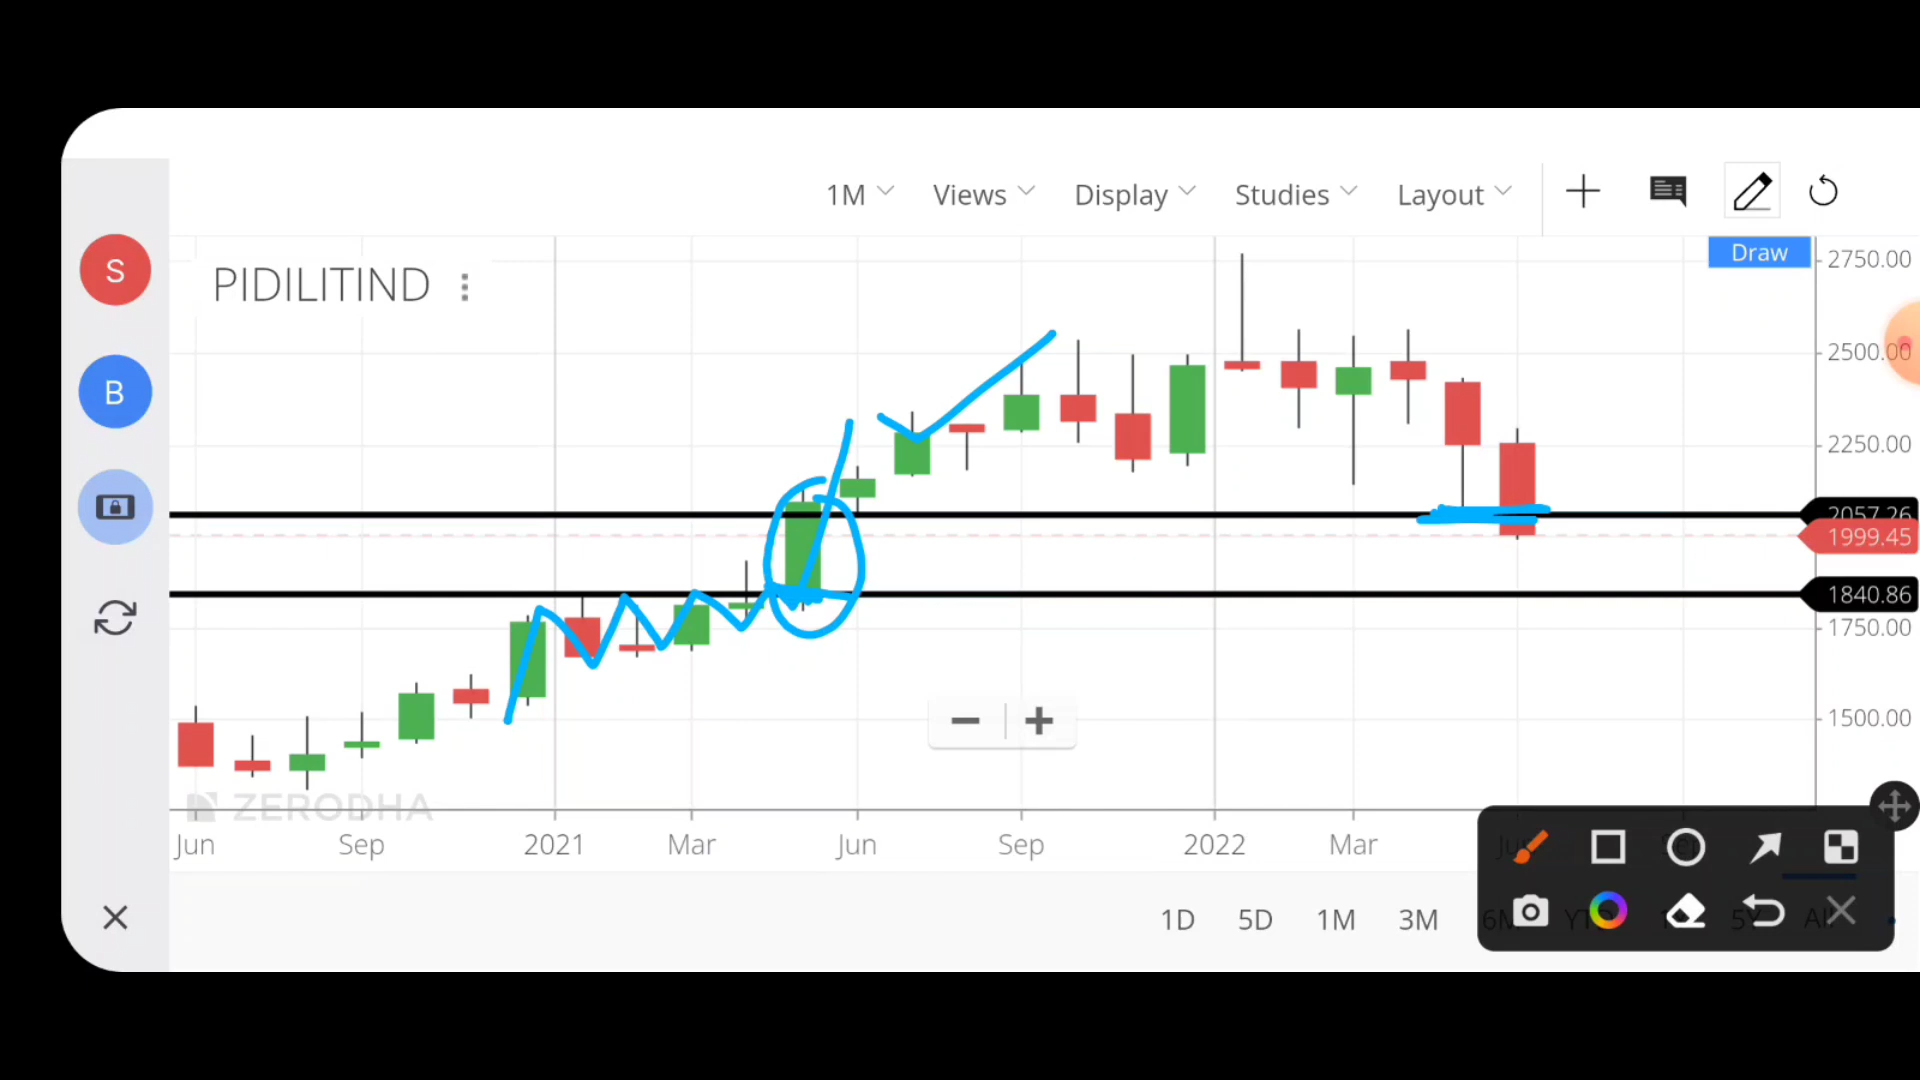 1M Views Display Studies Layout
Draw
S
PIDILITIND
B
2750.00
2500.00
2250.00
2057.26
1999.45
1840.86
1750.00
1500.00
ZERODHA
Jun Sep 2021 Mar Jun Sep 2022 Mar
1D 5D 1M 3M